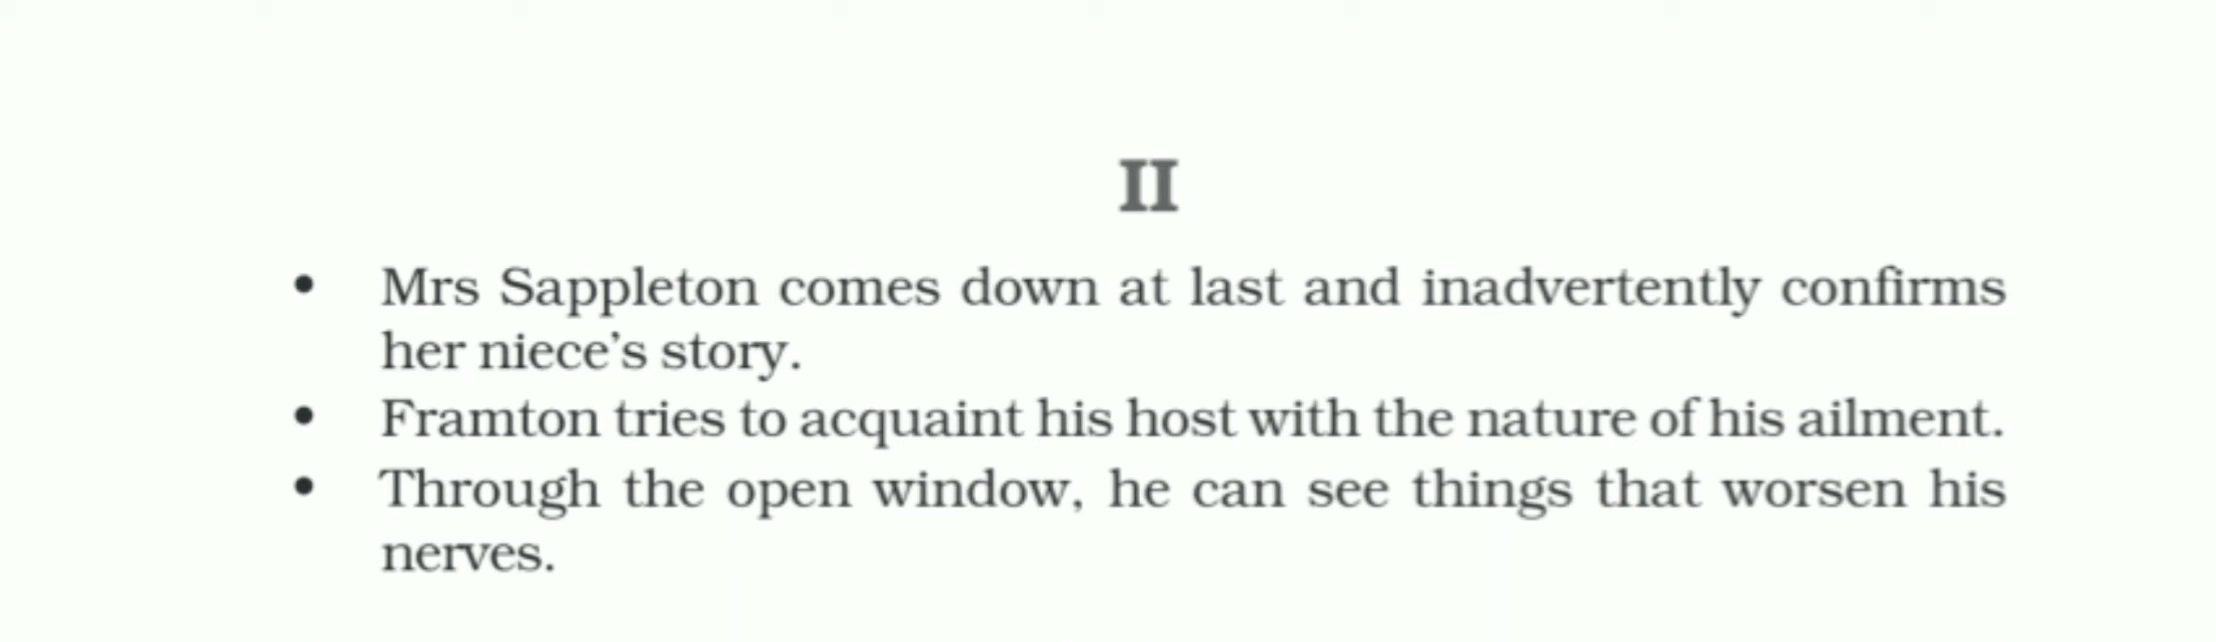 II
• Mrs Sappleton comes down at last and inadvertently confirms
her niece's story.
• Framton tries to acquaint his host with the nature of his ailment.
• Through the open window, he can see things that worsen his
nerves.